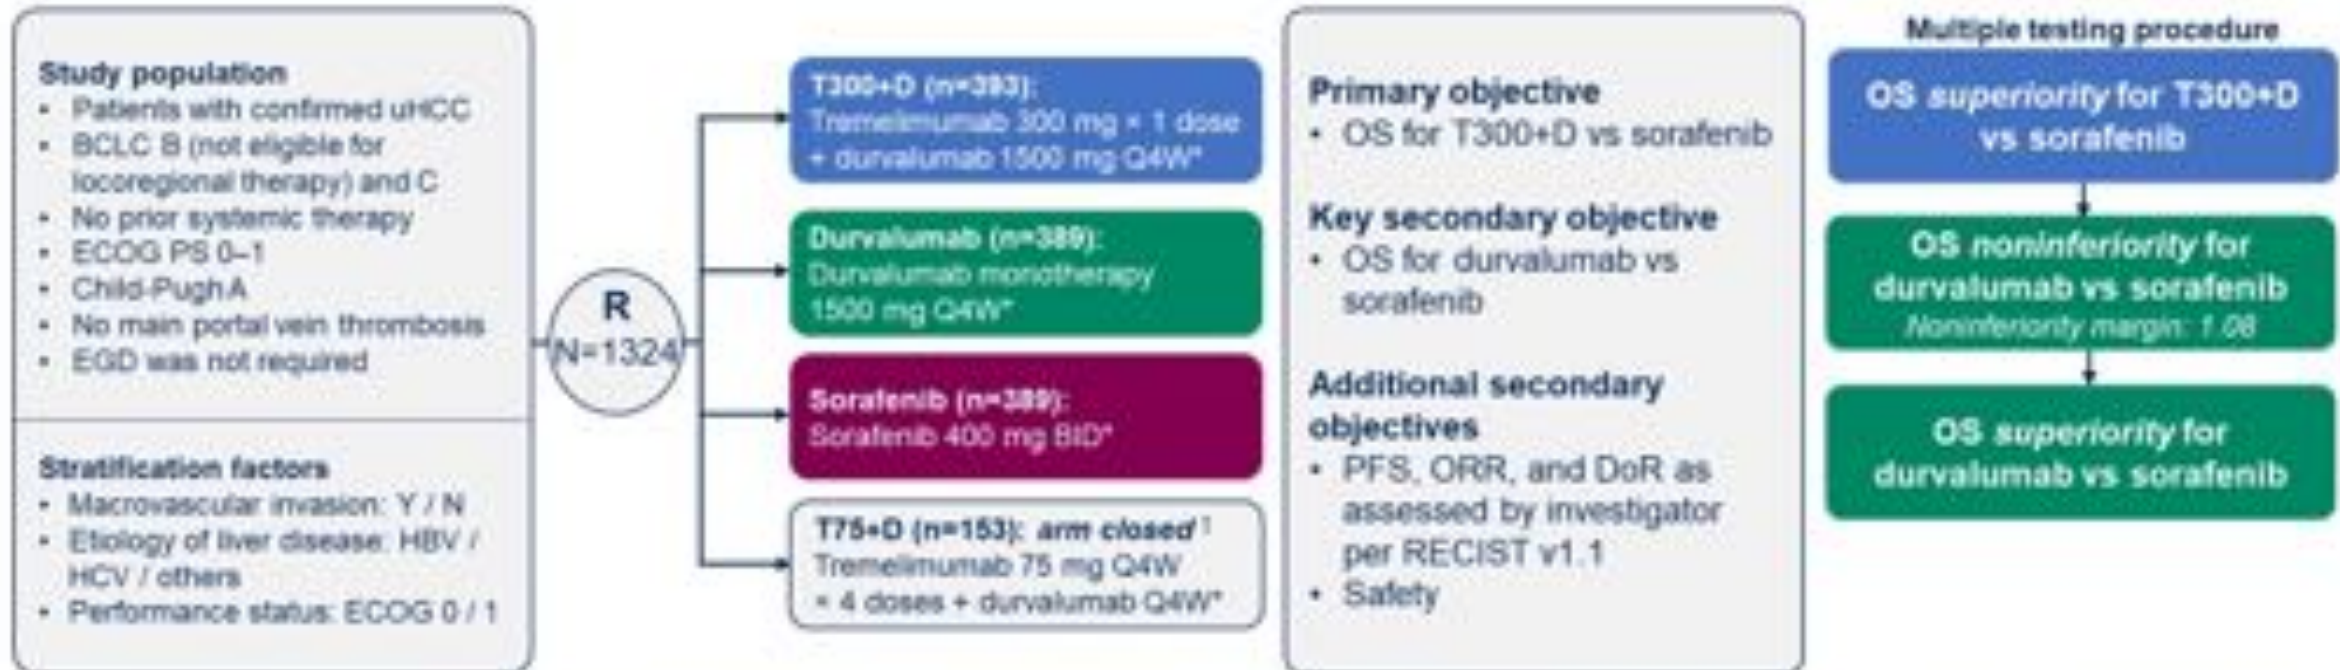 Study population
• Patients with confirmed uHCC
• BCLC B (not eligible for
locoregional therapy) and C
• No prior systemic therapy
• ECOG PS 0–1
• Child-Pugh A
• No main portal vein thrombosis
• EGD was not required
Stratification factors
• Macrovascular invasion: Y / N
• Etiology of liver disease: HBV /
HCV / others
• Performance status: ECOG 0 / 1
R
N=1324
T300+D (n=393):
Tremelimumab 300 mg × 1 dose
+ durvalumab 1500 mg Q4W*
Durvalumab (n=389):
Durvalumab monotherapy
1500 mg Q4W*
Sorafenib (n=389):
Sorafenib 400 mg BID*
T75+D (n=153): arm closed
Tremelimumab 75 mg Q4W
× 4 doses + durvalumab Q4W*
Primary objective
• OS for T300+D vs sorafenib
Key secondary objective
• OS for durvalumab vs
sorafenib
Additional secondary
objectives
• PFS, ORR, and DoR as
assessed by investigator
per RECIST v1.1
• Safety
Multiple testing procedure
OS superiority for T300+D
vs sorafenib
OS noninferiority for
durvalumab vs sorafenib
Noninferiority margin: 1.08
OS superiority for
durvalumab vs sorafenib